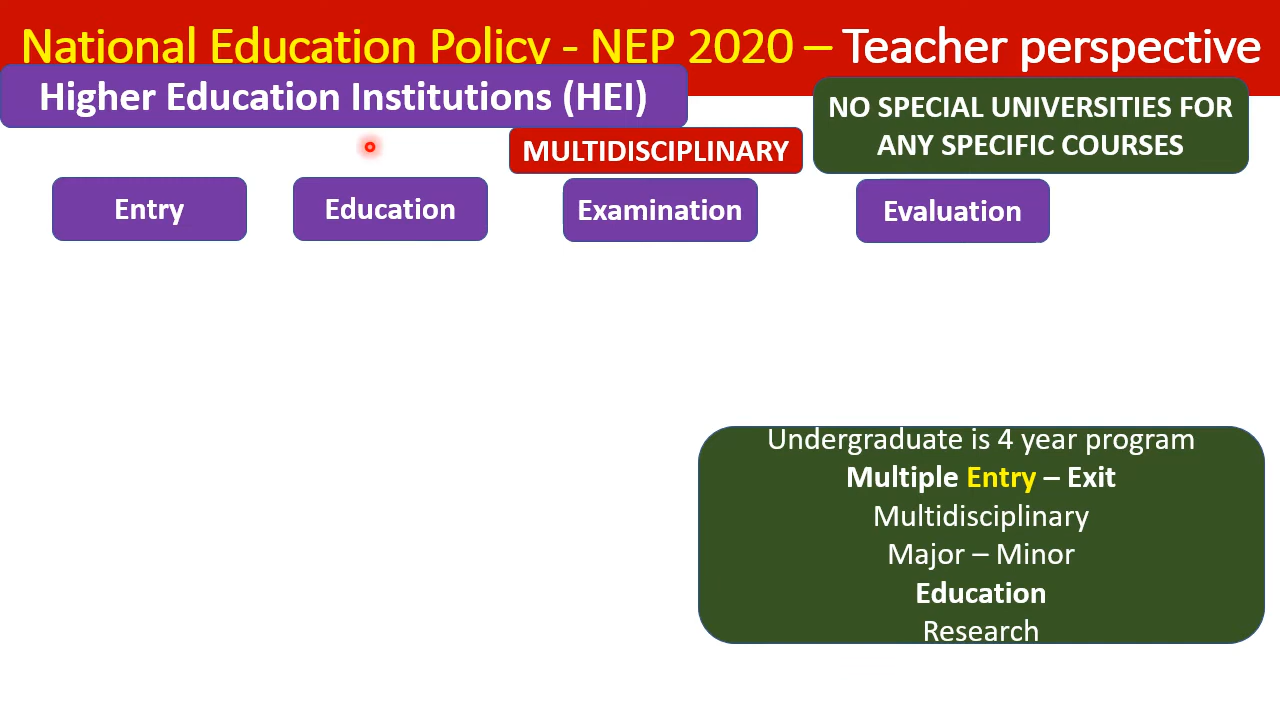 National Education Policy - NEP 2020 – Teacher perspective
Higher Education Institutions (HEI)
NO SPECIAL UNIVERSITIES FOR
ANY SPECIFIC COURSES
MULTIDISCIPLINARY
Entry
Education
Examination
Evaluation
Undergraduate is 4 year program
Multiple Entry – Exit
Multidisciplinary
Major – Minor
Education
Research